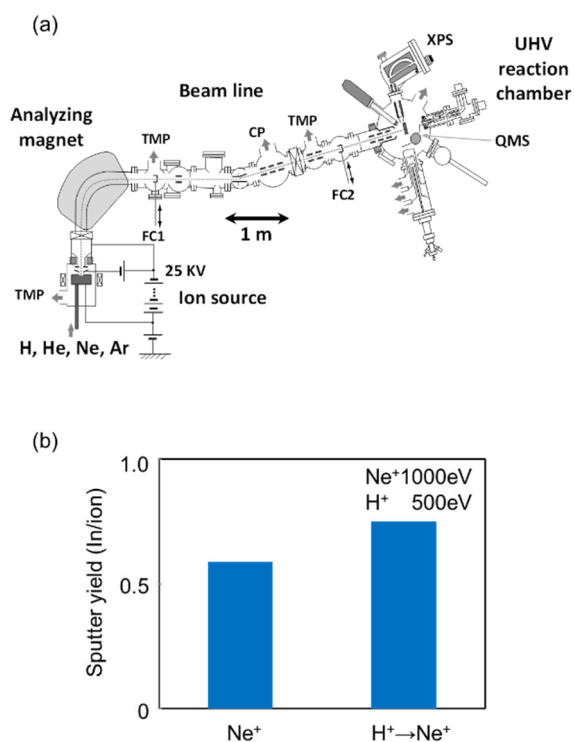 (a)
XPS
UHV
reaction
chamber
Beam line
Analyzing
magnet
TMP
CP
TMP
QMS
FC1
FC2
1 m
25 KV
Ion source
TMP
H, He, Ne, Ar
(b)
1.0
Ne⁺1000eV
H⁺ 500eV
Sputter yield (In/ion)
0.5
0
Ne⁺
H⁺→Ne⁺